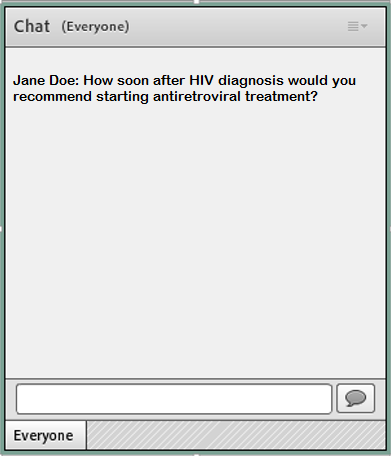 Chat (Everyone)
Jane Doe: How soon after HIV diagnosis would you
recommend starting antiretroviral treatment?
Everyone